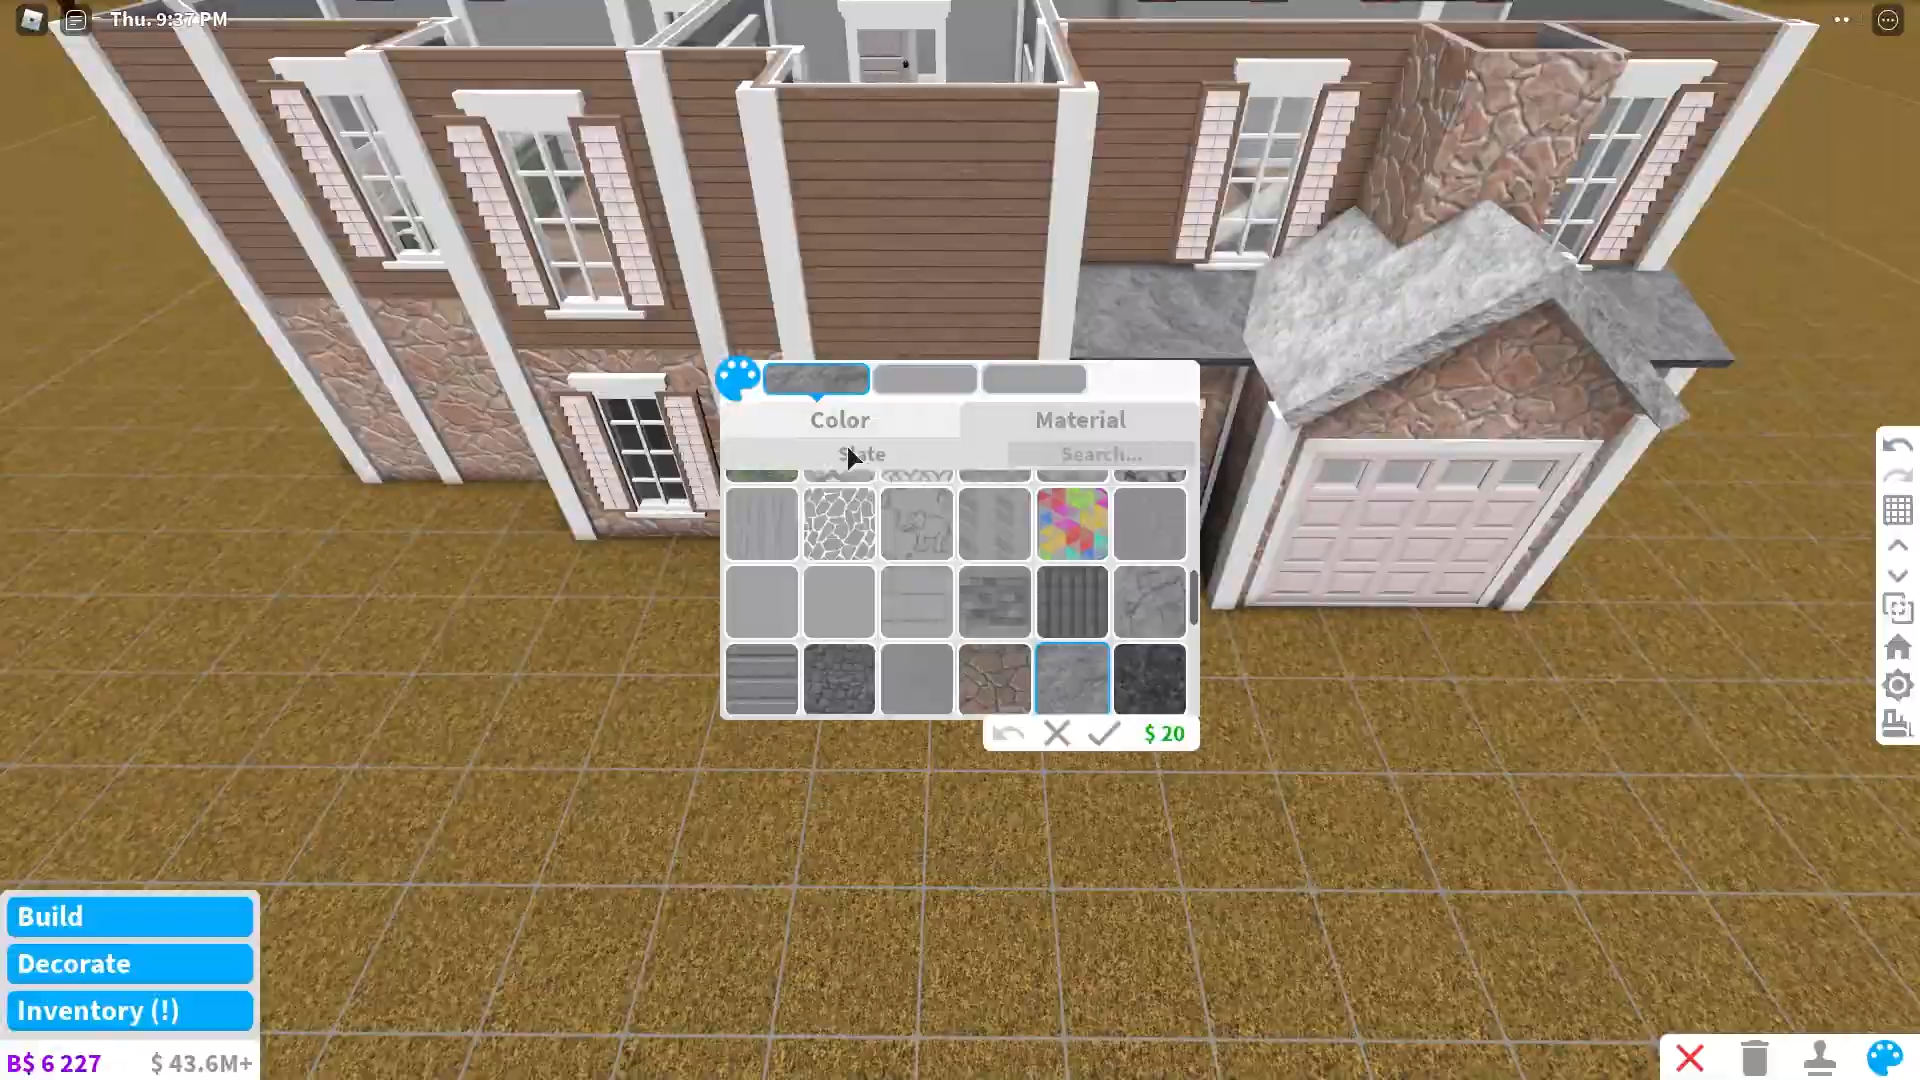 Thu. 9:37 PM
Color
Material
Slate
Search...
$ 20
Build
Decorate
Inventory (!)
B$ 6 227
$ 43.6M+